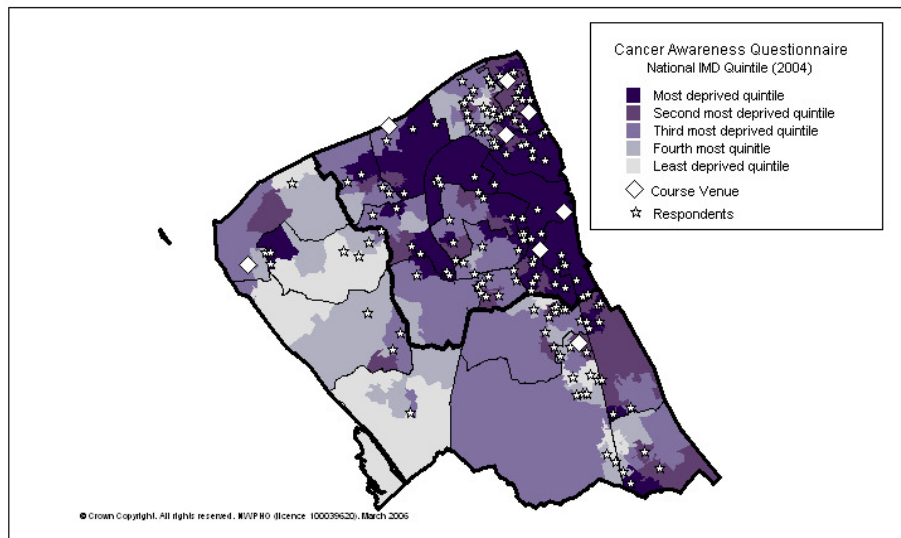 Cancer Awareness Questionnaire
National IMD Quintile (2004)
Most deprived quintile
Second most deprived quintile
Third most deprived quintile
Fourth most quinitle
Least deprived quintile
Course Venue
Respondents
© Crown Copyright. All rights reserved. NWPHO (licence 100039620). March 2006